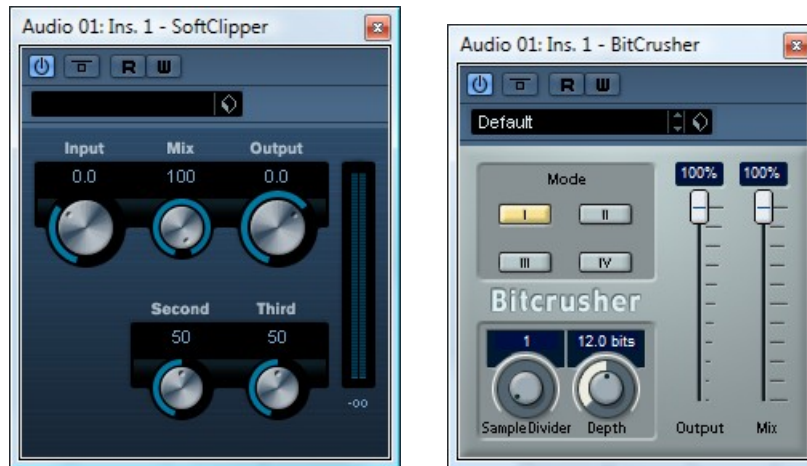 Audio 01: Ins. 1 - SoftClipper
R W
Input Mix Output
0.0 100 0.0
Second Third
50 50
-oo
Audio 01: Ins. 1 - BitCrusher
R W
Default
Mode
I II
III IV
100% 100%
Bitcrusher
1 12.0 bits
Sample Divider Depth
Output Mix